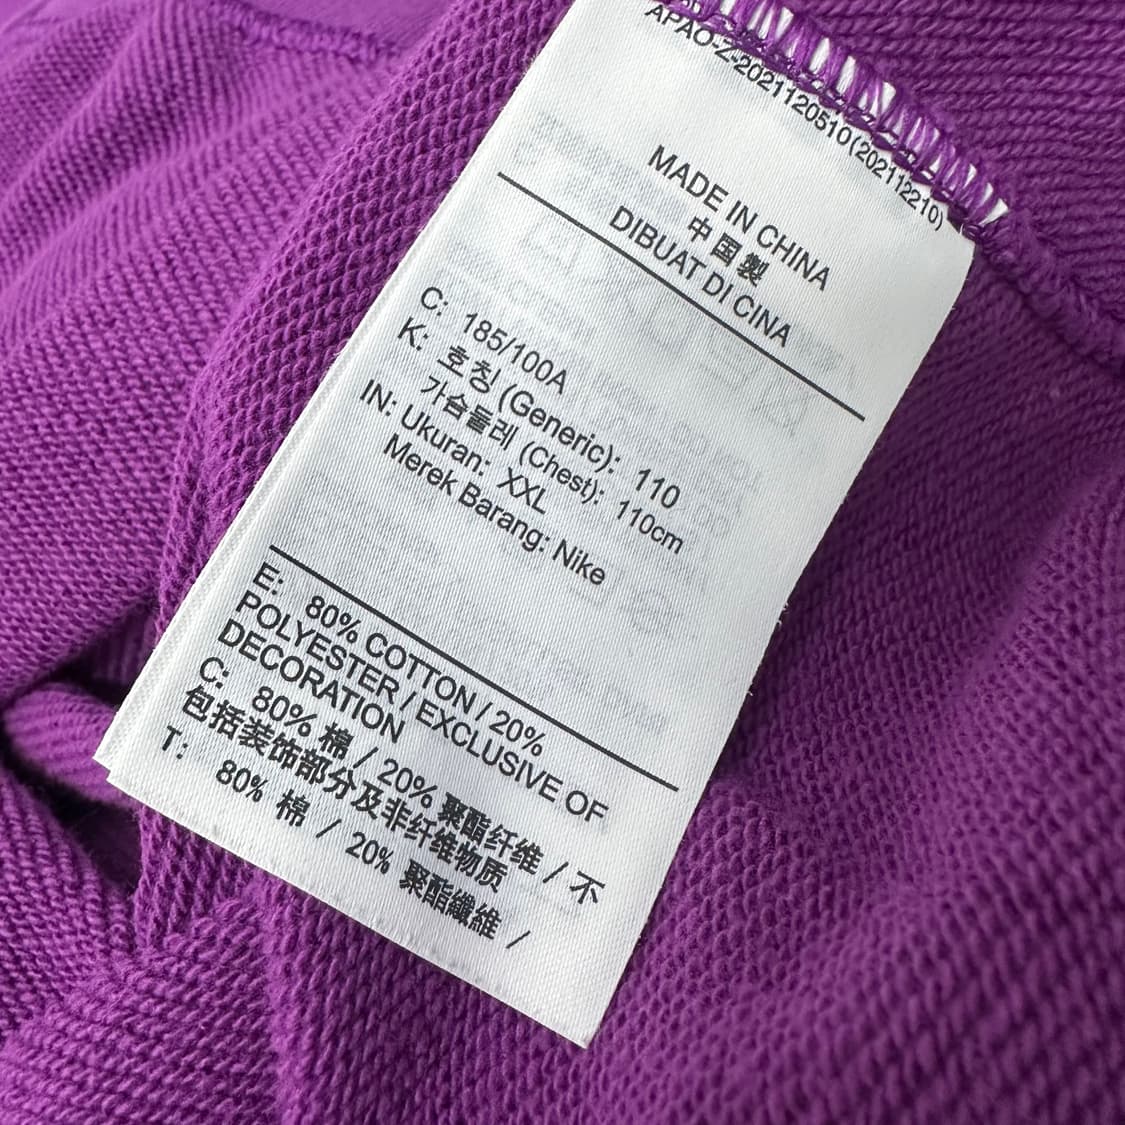 APAO-Z-2021120510(202112210)
MADE IN CHINA
中国製
DIBUAT DI CINA
C: 185/100A
K: 호칭 (Generic): 110
가슴둘레 (Chest): 110cm
IN: Ukuran: XXL
Merek Barang: Nike
E: 80% COTTON / 20%
POLYESTER / EXCLUSIVE OF
DECORATION
C: 80% 棉 / 20% 聚酯纤维 / 不
包括装饰部分及非纤维物质
T: 80% 棉 / 20% 聚酯纖維 /